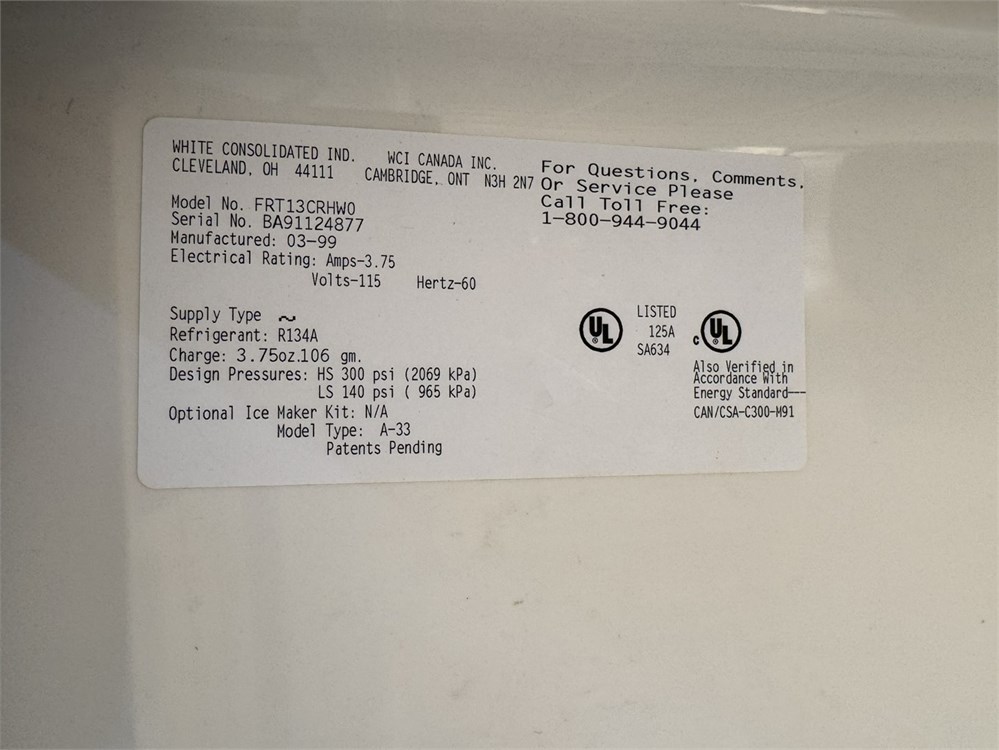 WHITE CONSOLIDATED IND. WCI CANADA INC.
CLEVELAND, OH 44111 CAMBRIDGE, ONT N3H 2N7
For Questions, Comments,
Or Service Please
Call Toll Free:
1-800-944-9044
Model No. FRT13CRHW0
Serial No. BA91124877
Manufactured: 03-99
Electrical Rating: Amps-3.75
Volts-115 Hertz-60
Supply Type ~
Refrigerant: R134A
Charge: 3.75oz.106 gm.
Design Pressures: HS 300 psi (2069 kPa)
LS 140 psi ( 965 kPa)
Optional Ice Maker Kit: N/A
Model Type: A-33
Patents Pending
UL ®
LISTED
125A
SA634
c UL ®
Also Verified in
Accordance With
Energy Standard---
CAN/CSA-C300-M91